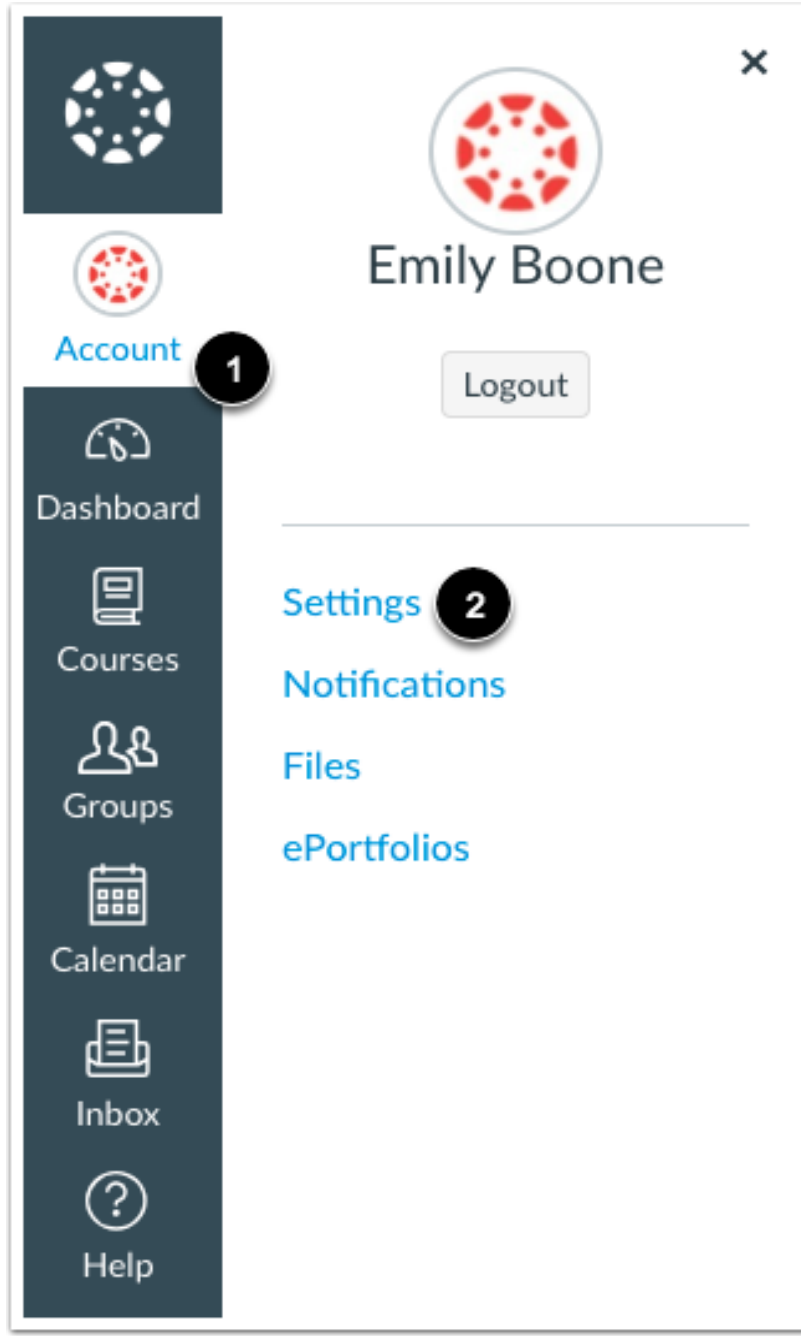 Account
1
Dashboard
Courses
Groups
Calendar
Inbox
Help
×
Emily Boone
Logout
Settings 2
Notifications
Files
ePortfolios